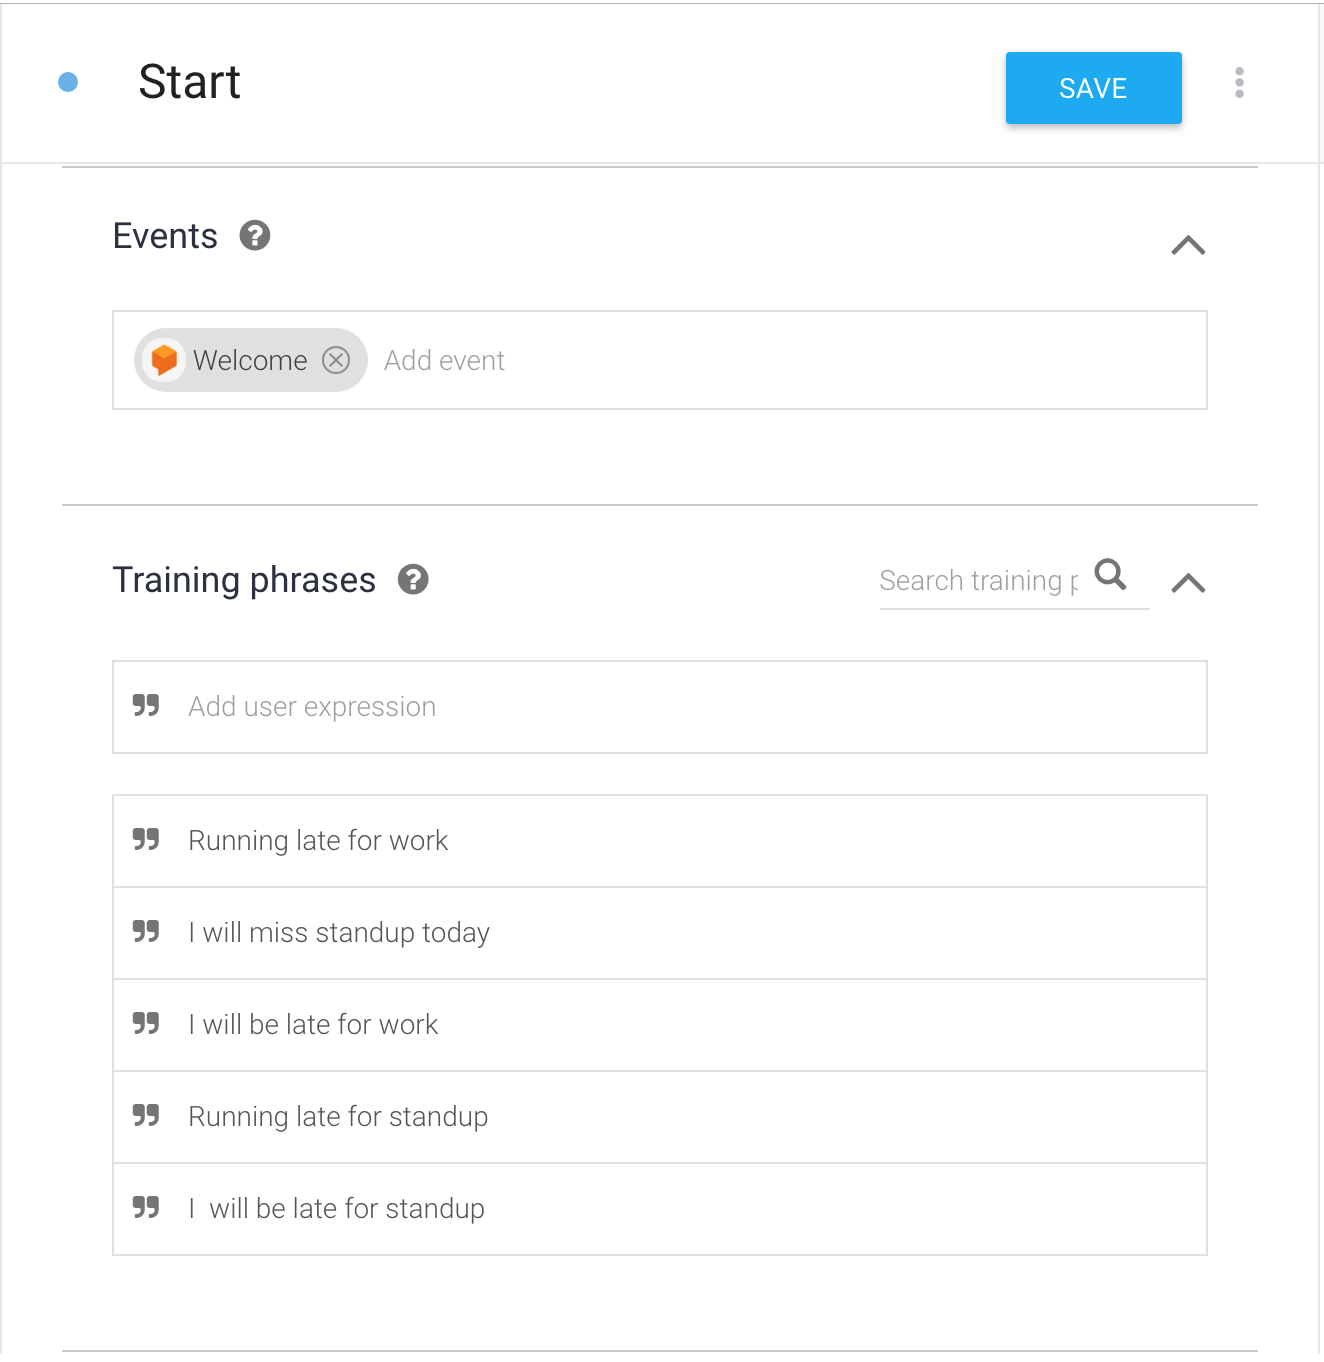 Start
SAVE
Events
Welcome Add event
Training phrases
Search training p
Add user expression
Running late for work
I will miss standup today
I will be late for work
Running late for standup
I  will be late for standup